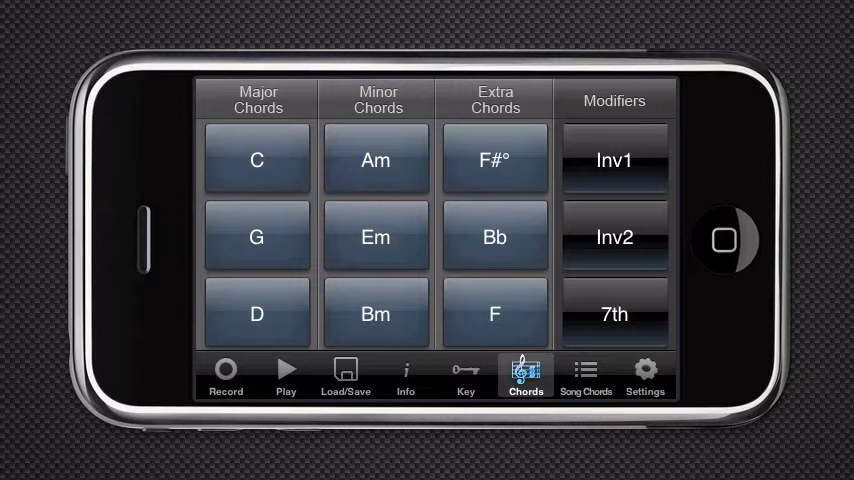 Major Chords
Minor Chords
Extra Chords
Modifiers
C
Am
F#°
Inv1
G
Em
Bb
Inv2
D
Bm
F
7th
Record
Play
Load/Save
Info
Key
Chords
Song Chords
Settings